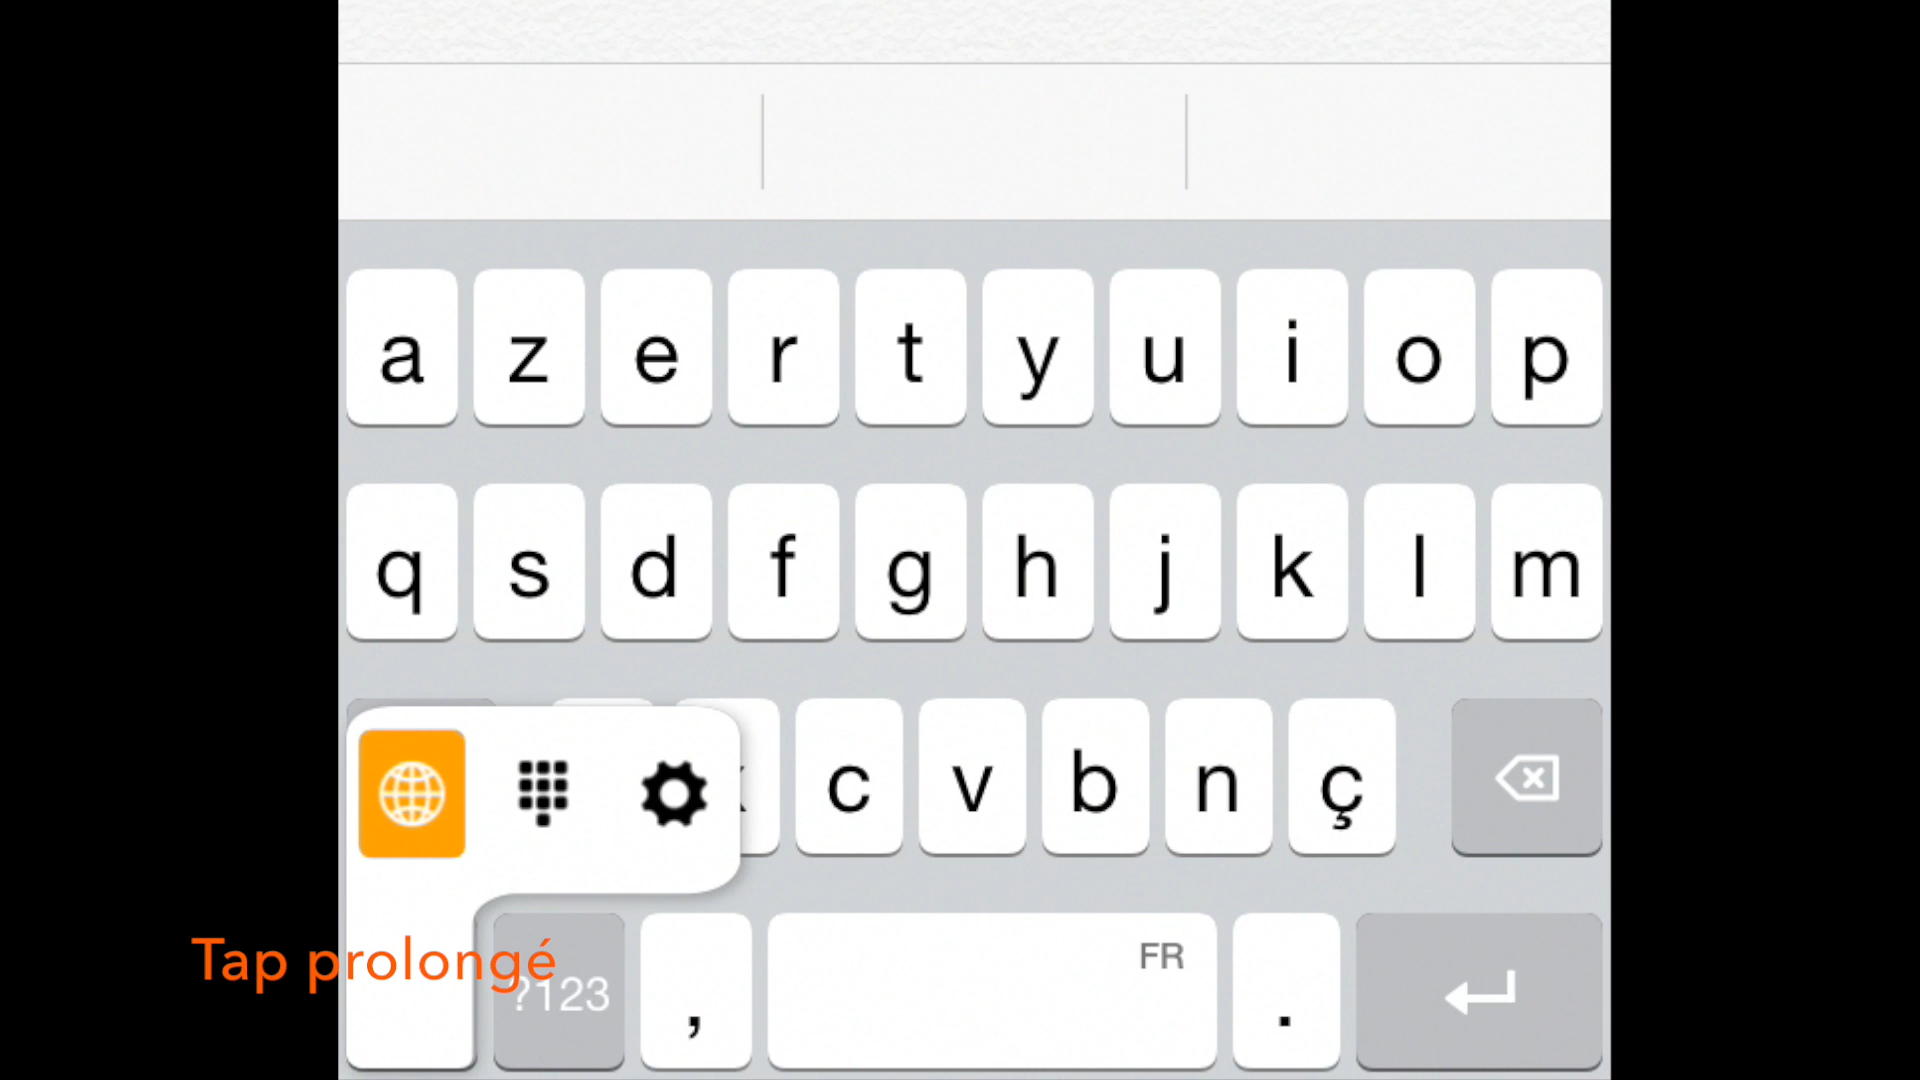 a z e r t y u i o p
q s d f g h j k l m
c v b n ç
Tap prolongé
?123 , FR .